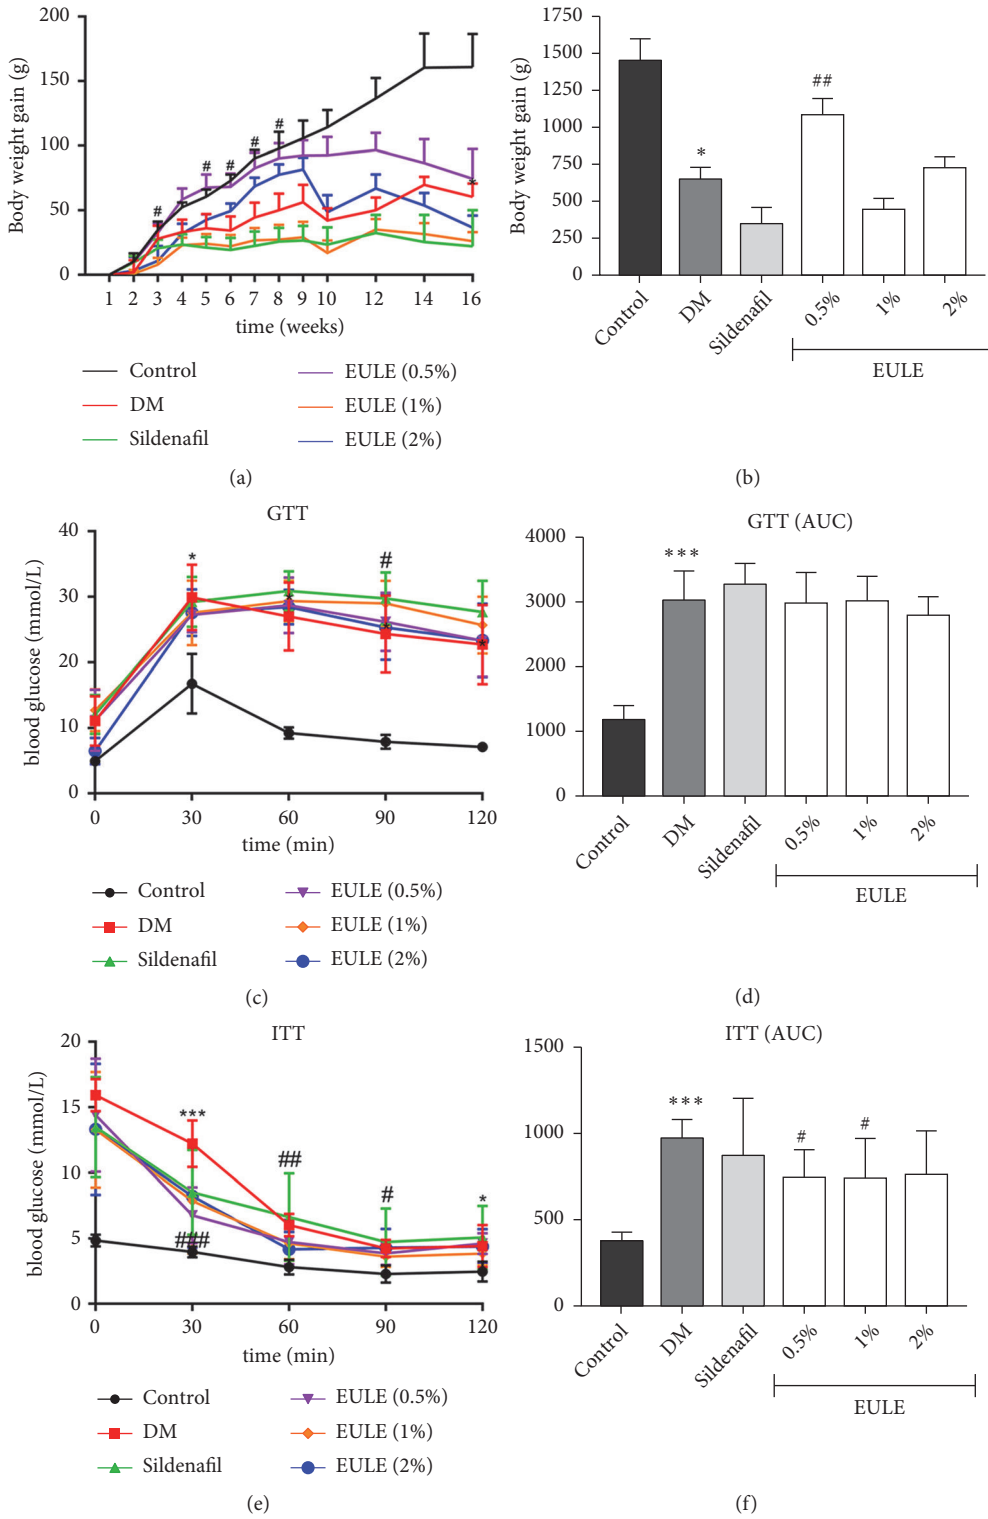 Body weight gain (g)
200
150
100
50
0
# # # # # *
1 2 3 4 5 6 7 8 9 10 12 14 16
time (weeks)
Control
DM
Sildenafil
EULE (0.5%)
EULE (1%)
EULE (2%)
(a)
Body weight gain (g)
1750
1500
1250
1000
750
500
250
0
* ##
Control DM Sildenafil 0.5% 1% 2%
EULE
(b)
GTT
blood glucose (mmol/L)
40
30
20
10
0
* * # * *
0 30 60 90 120
time (min)
Control
DM
Sildenafil
EULE (0.5%)
EULE (1%)
EULE (2%)
(c)
GTT (AUC)
4000
3000
2000
1000
0
***
Control DM Sildenafil 0.5% 1% 2%
EULE
(d)
ITT
blood glucose (mmol/L)
20
15
10
5
0
*** ### ## # *
0 30 60 90 120
time (min)
Control
DM
Sildenafil
EULE (0.5%)
EULE (1%)
EULE (2%)
(e)
ITT (AUC)
1500
1000
500
0
*** # #
Control DM Sildenafil 0.5% 1% 2%
EULE
(f)